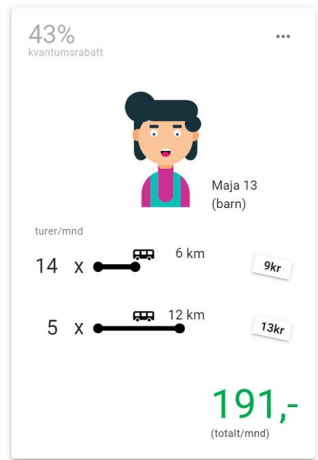 43%
kvantumsrabatt
Maja 13
(barn)
turer/mnd
14 x 6 km 9kr
5 x 12 km 13kr
191,-
(totalt/mnd)